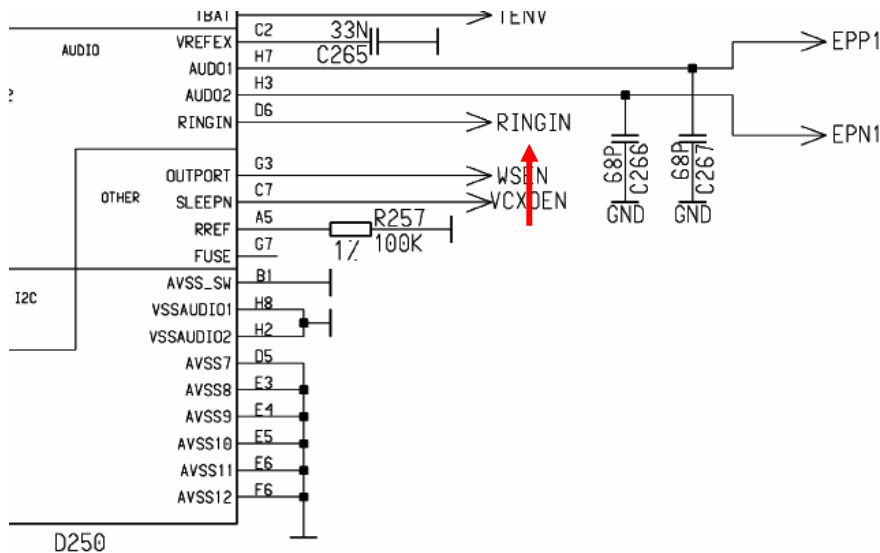 TBAT TENV
C2 33N
VREFEX
AUDIO C265 EPP1
H7
AUDO1
H3
AUDO2
D6
RINGIN RINGIN EPN1
68P C266 68P C267
G3
OUTPORT WSEN
C7
OTHER SLEEPN VCXOEN
GND GND
A5 R257
RREF
G7 1% 100K
FUSE
B1
AVSS_SW
I2C H8
VSSAUDIO1
H2
VSSAUDIO2
D5
AVSS7
E3
AVSS8
E4
AVSS9
E5
AVSS10
E6
AVSS11
F6
AVSS12
D250